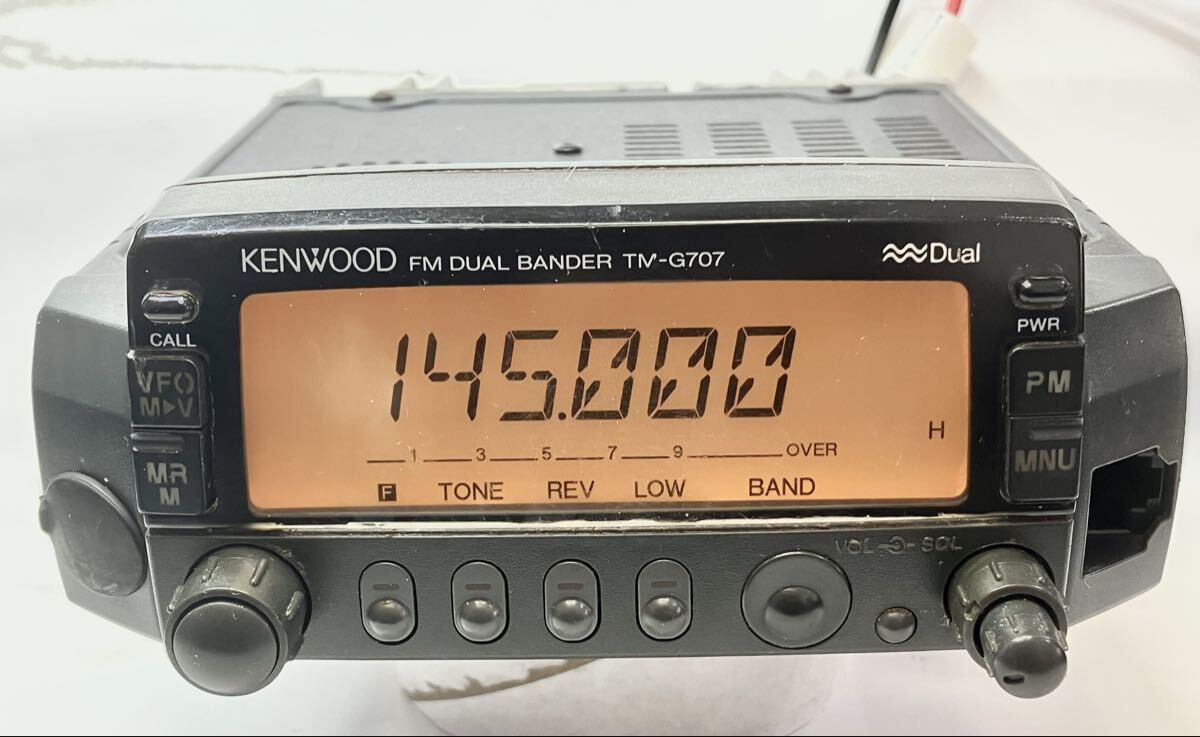 KENWOOD FM DUAL BANDER TM-G707
Dual
CALL
PWR
VFO
M▶V
PM
MR
M
MNU
145.000
H
1 3 5 7 9 OVER
F TONE REV LOW BAND
VOL SQL